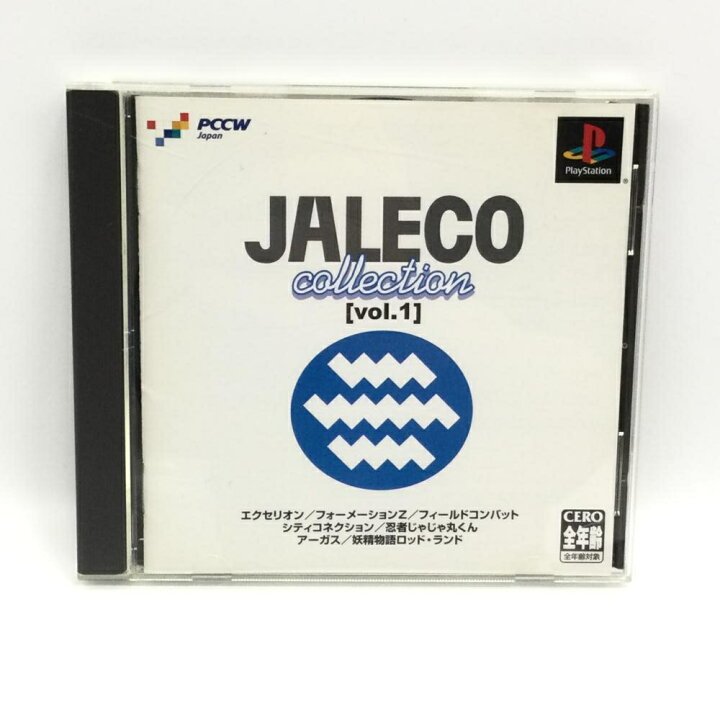 PCCW
Japan
PlayStation
®
JALECO
collection
[vol.1]
エクセリオン／フォーメーションZ／フィールドコンバット
シティコネクション／忍者じゃじゃ丸くん
アーガス／妖精物語ロッド・ランド
CERO
全年齢
全年齢対象